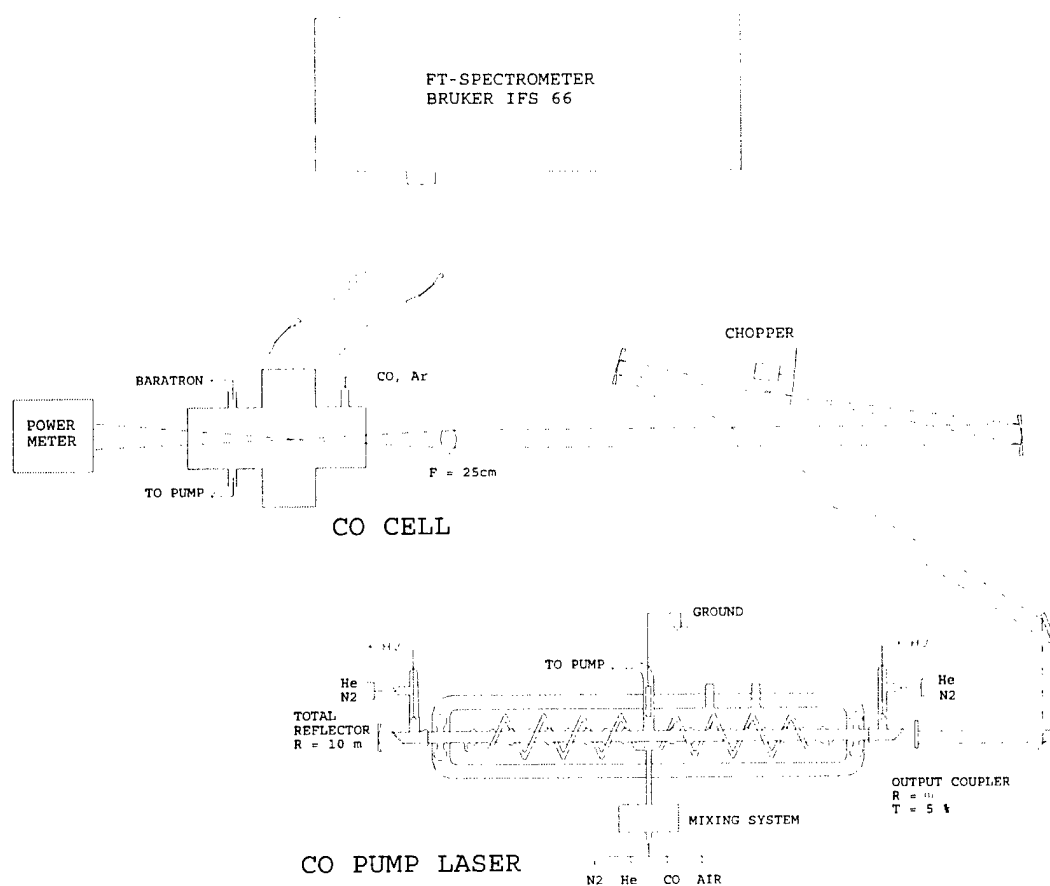 FT-SPECTROMETER
BRUKER IFS 66
CHOPPER
BARATRON
CO, Ar
POWER
METER
F = 25cm
TO PUMP
CO CELL
GROUND
TO PUMP
He
N2
He
N2
TOTAL
REFLECTOR
R = 10 m
OUTPUT COUPLER
R =
T = 5 %
MIXING SYSTEM
CO PUMP LASER
N2 He CO AIR